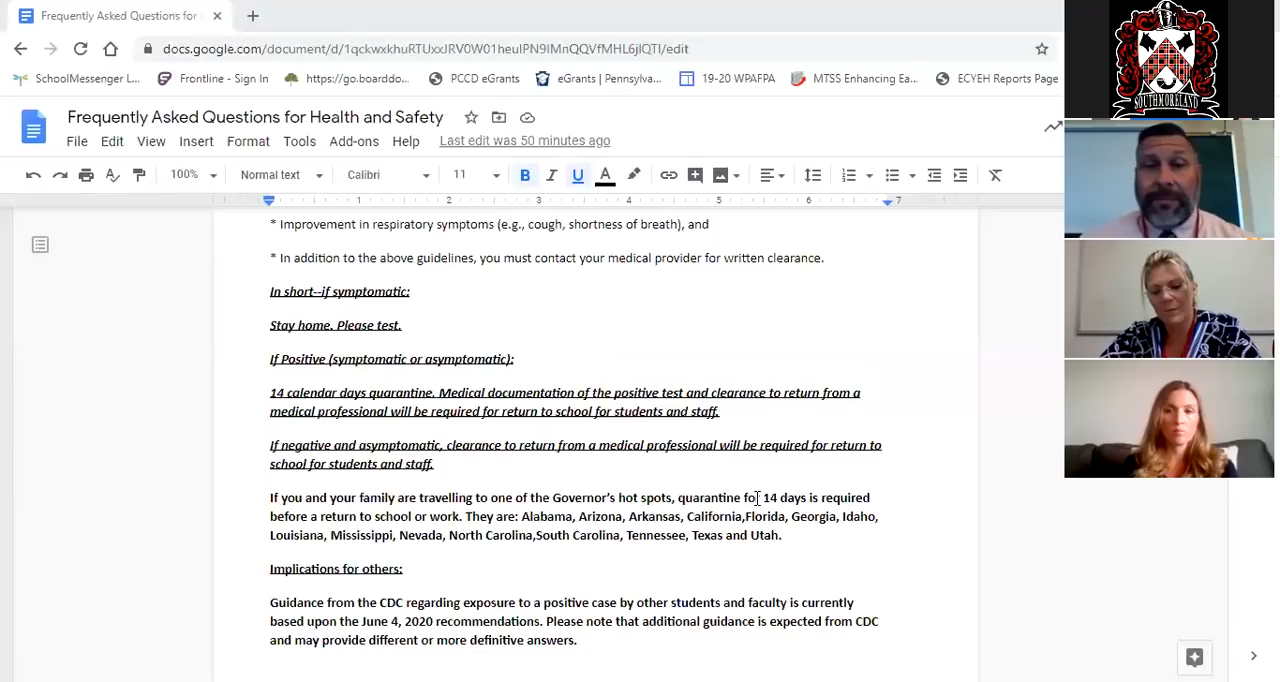 Frequently Asked Questions for
docs.google.com/document/d/1qckwxkhuRTUxxJRV0W01heuIPN9IMnQQVfMHL6jlQTI/edit
SchoolMessenger L...
Frontline - Sign In
https://go.boarddo...
PCCD eGrants
eGrants | Pennsylva...
19-20 WPAFPA
MTSS Enhancing Ea...
ECYEH Reports Page
Frequently Asked Questions for Health and Safety
File Edit View Insert Format Tools Add-ons Help Last edit was 50 minutes ago
100% Normal text Calibri 11 B I U A
1 2 3 4 5 6 7
* Improvement in respiratory symptoms (e.g., cough, shortness of breath), and
* In addition to the above guidelines, you must contact your medical provider for written clearance.
In short--if symptomatic:
Stay home. Please test.
If Positive (symptomatic or asymptomatic):
14 calendar days quarantine. Medical documentation of the positive test and clearance to return from a
medical professional will be required for return to school for students and staff.
If negative and asymptomatic, clearance to return from a medical professional will be required for return to
school for students and staff.
If you and your family are travelling to one of the Governor's hot spots, quarantine for 14 days is required
before a return to school or work. They are: Alabama, Arizona, Arkansas, California,Florida, Georgia, Idaho,
Louisiana, Mississippi, Nevada, North Carolina,South Carolina, Tennessee, Texas and Utah.
Implications for others:
Guidance from the CDC regarding exposure to a positive case by other students and faculty is currently
based upon the June 4, 2020 recommendations. Please note that additional guidance is expected from CDC
and may provide different or more definitive answers.
SOUTHMORELAND